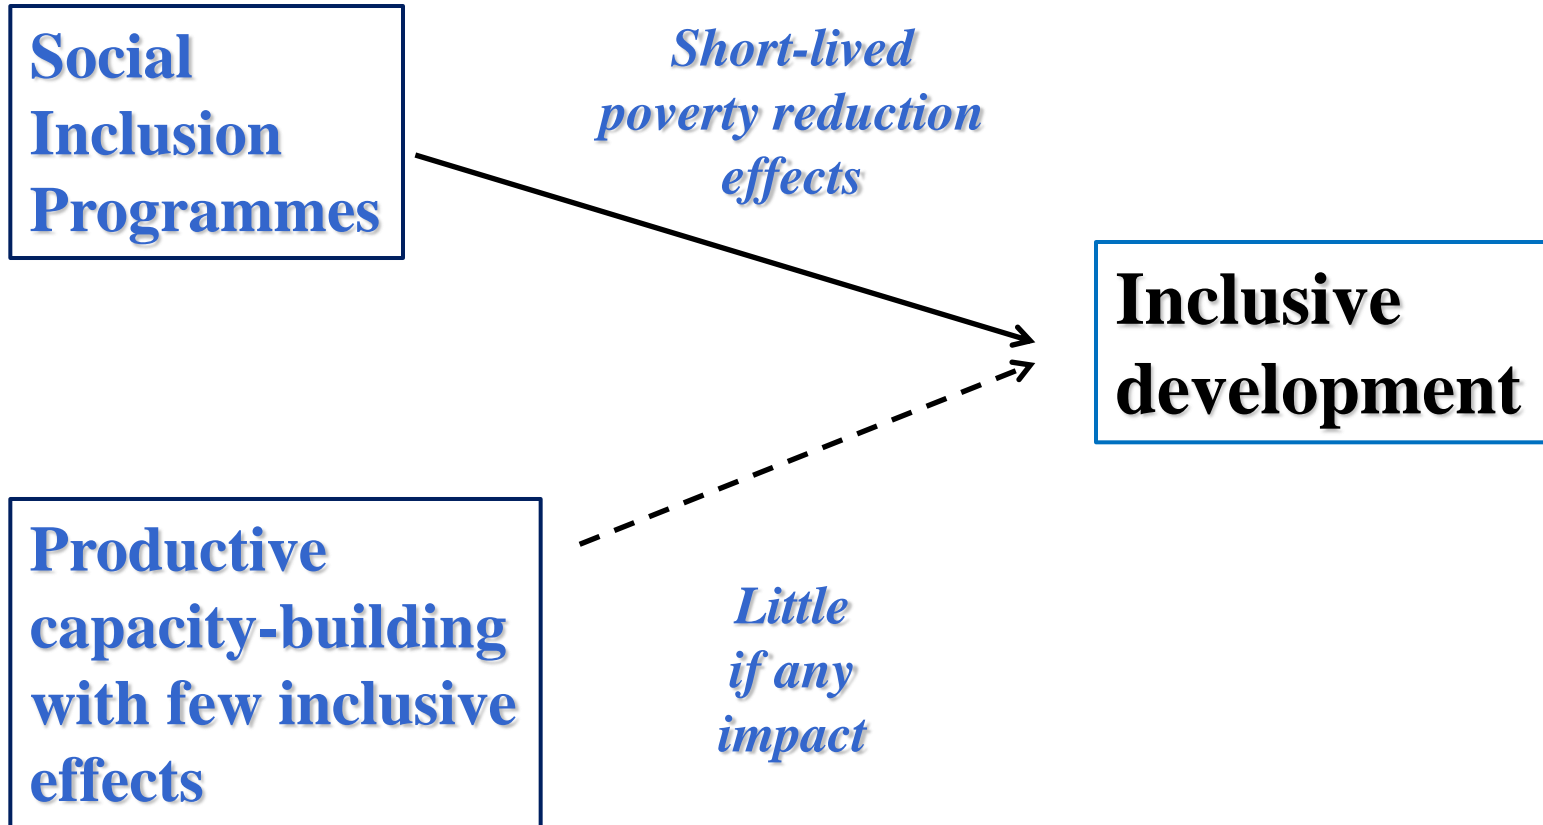 Social
Inclusion
Programmes
Short-lived
poverty reduction
effects
Inclusive
development
Productive
capacity-building
with few inclusive
effects
Little
if any
impact